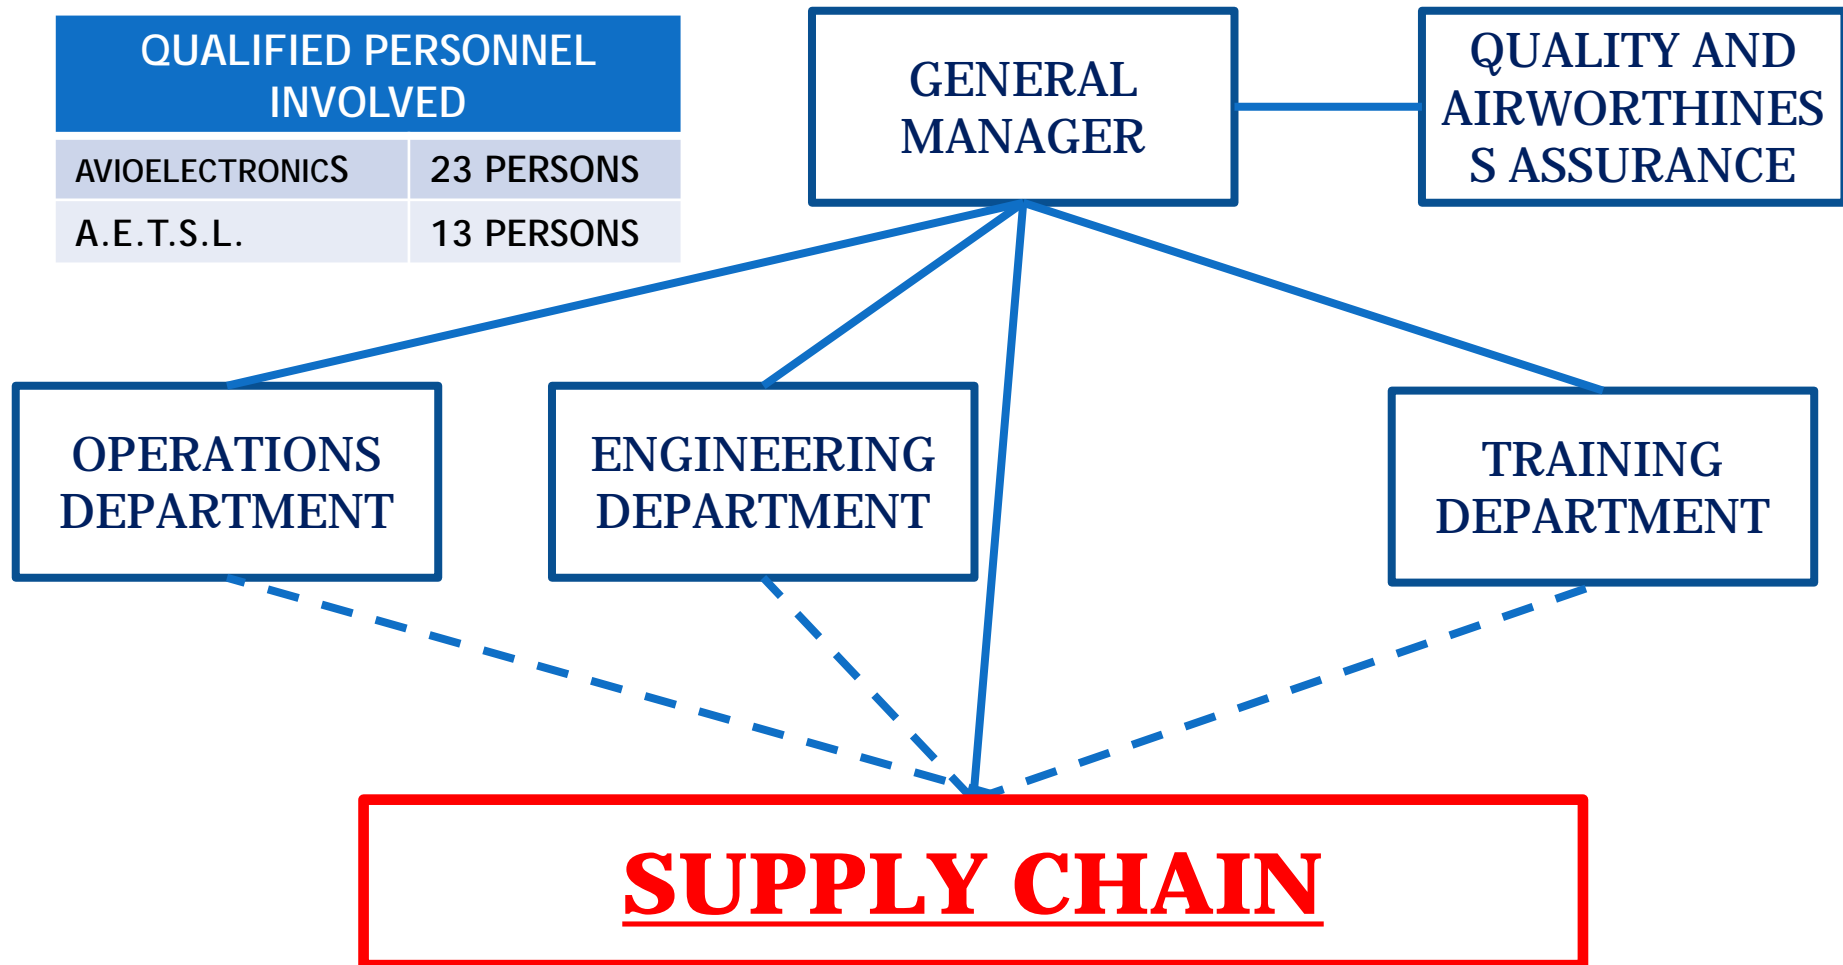 QUALIFIED PERSONNEL
INVOLVED
AVIOELECTRONICS 23 PERSONS
A.E.T.S.L. 13 PERSONS
GENERAL
MANAGER
QUALITY AND
AIRWORTHINES
S ASSURANCE
OPERATIONS
DEPARTMENT
ENGINEERING
DEPARTMENT
TRAINING
DEPARTMENT
SUPPLY CHAIN